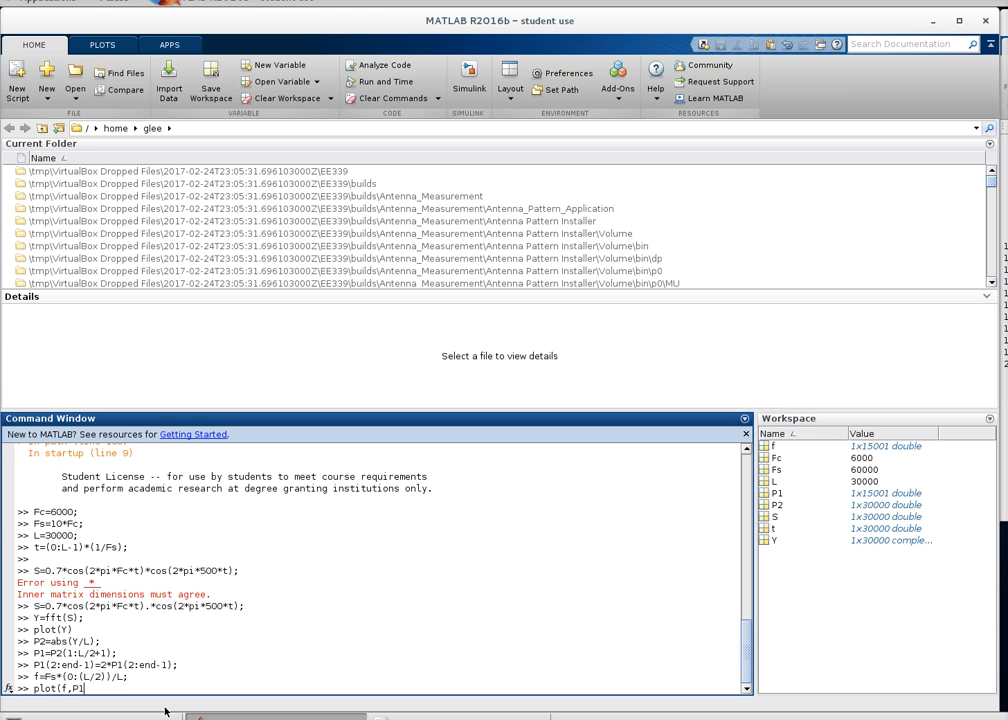 MATLAB R2016b – student use
HOME PLOTS APPS
Search Documentation
New Script
New
Open
Find Files
Compare
Import Data
Save Workspace
New Variable
Open Variable
Clear Workspace
Analyze Code
Run and Time
Clear Commands
Simulink
Layout
Preferences
Set Path
Add-Ons
Help
Community
Request Support
Learn MATLAB
FILE VARIABLE CODE SIMULINK ENVIRONMENT RESOURCES
/ home glee
Current Folder
Name
\tmp\VirtualBox Dropped Files\2017-02-24T23:05:31.696103000Z\EE339
\tmp\VirtualBox Dropped Files\2017-02-24T23:05:31.696103000Z\EE339\builds
\tmp\VirtualBox Dropped Files\2017-02-24T23:05:31.696103000Z\EE339\builds\Antenna_Measurement
\tmp\VirtualBox Dropped Files\2017-02-24T23:05:31.696103000Z\EE339\builds\Antenna_Measurement\Antenna_Pattern_Application
\tmp\VirtualBox Dropped Files\2017-02-24T23:05:31.696103000Z\EE339\builds\Antenna_Measurement\Antenna Pattern Installer
\tmp\VirtualBox Dropped Files\2017-02-24T23:05:31.696103000Z\EE339\builds\Antenna_Measurement\Antenna Pattern Installer\Volume
\tmp\VirtualBox Dropped Files\2017-02-24T23:05:31.696103000Z\EE339\builds\Antenna_Measurement\Antenna Pattern Installer\Volume\bin
\tmp\VirtualBox Dropped Files\2017-02-24T23:05:31.696103000Z\EE339\builds\Antenna_Measurement\Antenna Pattern Installer\Volume\bin\dp
\tmp\VirtualBox Dropped Files\2017-02-24T23:05:31.696103000Z\EE339\builds\Antenna_Measurement\Antenna Pattern Installer\Volume\bin\p0
\tmp\VirtualBox Dropped Files\2017-02-24T23:05:31.696103000Z\EE339\builds\Antenna_Measurement\Antenna Pattern Installer\Volume\bin\p0\MU
Details
Select a file to view details
Command Window
New to MATLAB? See resources for Getting Started.
In startup (line 9)
Student License -- for use by students to meet course requirements
and perform academic research at degree granting institutions only.
>> Fc=6000;
>> Fs=10*Fc;
>> L=30000;
>> t=(0:L-1)*(1/Fs);
>>
>> S=0.7*cos(2*pi*Fc*t)*cos(2*pi*500*t);
Error using  * 
Inner matrix dimensions must agree.
>> S=0.7*cos(2*pi*Fc*t).*cos(2*pi*500*t);
>> Y=fft(S);
>> plot(Y)
>> P2=abs(Y/L);
>> P1=P2(1:L/2+1);
>> P1(2:end-1)=2*P1(2:end-1);
>> f=Fs*(0:(L/2))/L;
fx >> plot(f,P1
Workspace
Name Value
f 1x15001 double
Fc 6000
Fs 60000
L 30000
P1 1x15001 double
P2 1x30000 double
S 1x30000 double
t 1x30000 double
Y 1x30000 comple...